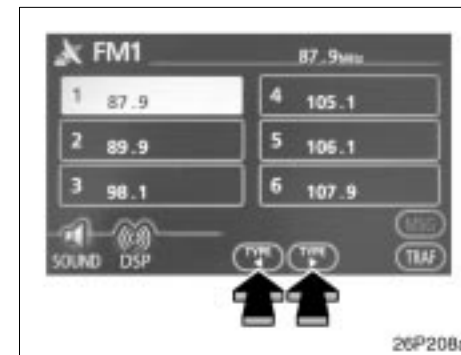 FM1 87.9MHz
1 87.9
4 105.1
2 89.9
5 106.1
3 98.1
6 107.9
MSG
SOUND DSP TYPE TYPE TRAF
26P208a